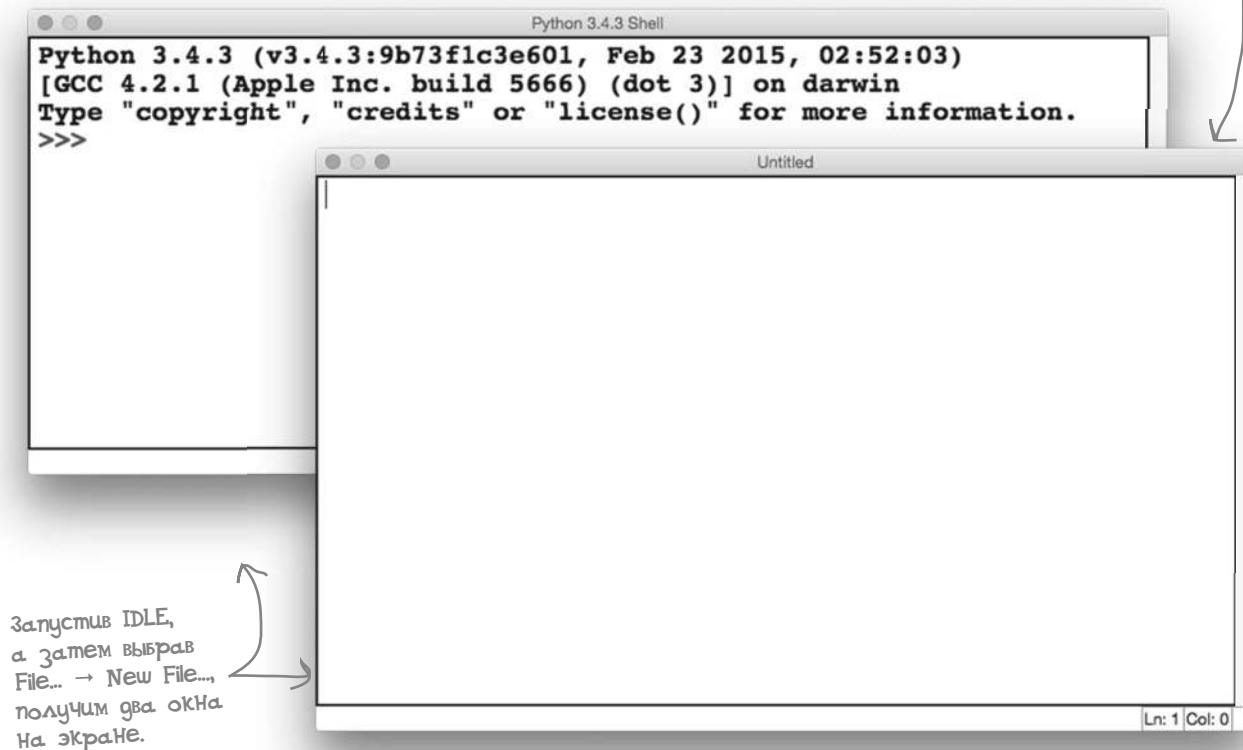 Python 3.4.3 Shell
Python 3.4.3 (v3.4.3:9b73f1c3e601, Feb 23 2015, 02:52:03)
[GCC 4.2.1 (Apple Inc. build 5666) (dot 3)] on darwin
Type "copyright", "credits" or "license()" for more information.
>>>
Untitled
Запустив IDLE,
а затем выбрав
File... → New File...,
получим два окна
на экране.
Ln: 1 Col: 0